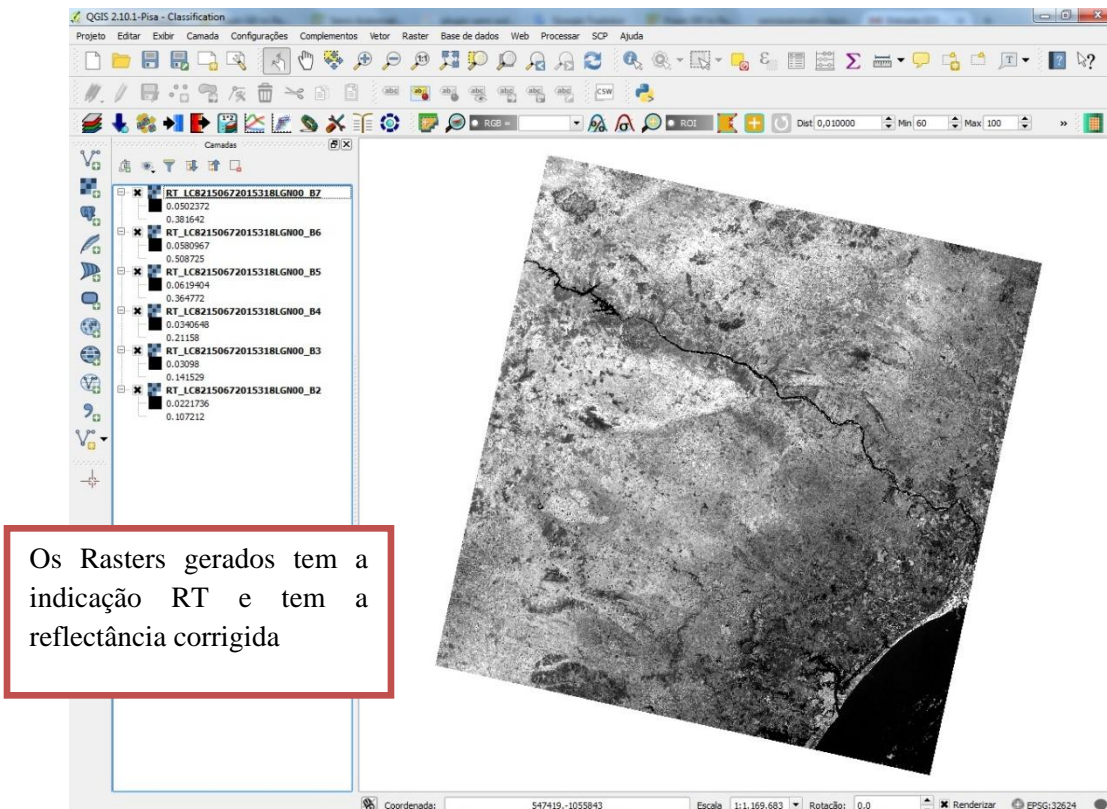 QGIS 2.10.1-Pisa - Classification
Projeto Editar Exibir Camada Configurações Complementos Vetor Raster Base de dados Web Processar SCP Ajuda
CSW
RGB = ROI Dist 0,010000 Min 60 Max 100 »
Camadas
RT_LC82150672015318LGN00_B7
0.0502372
0.381642
RT_LC82150672015318LGN00_B6
0.0580967
0.508725
RT_LC82150672015318LGN00_B5
0.0619404
0.364772
RT_LC82150672015318LGN00_B4
0.0340648
0.21158
RT_LC82150672015318LGN00_B3
0.03098
0.141529
RT_LC82150672015318LGN00_B2
0.0221736
0.107212
Os Rasters gerados tem a
indicação RT e tem a
reflectância corrigida
Coordenada: 547419,-1055843 Escala 1:1.169.683 Rotação: 0,0 Renderizar EPSG:32624